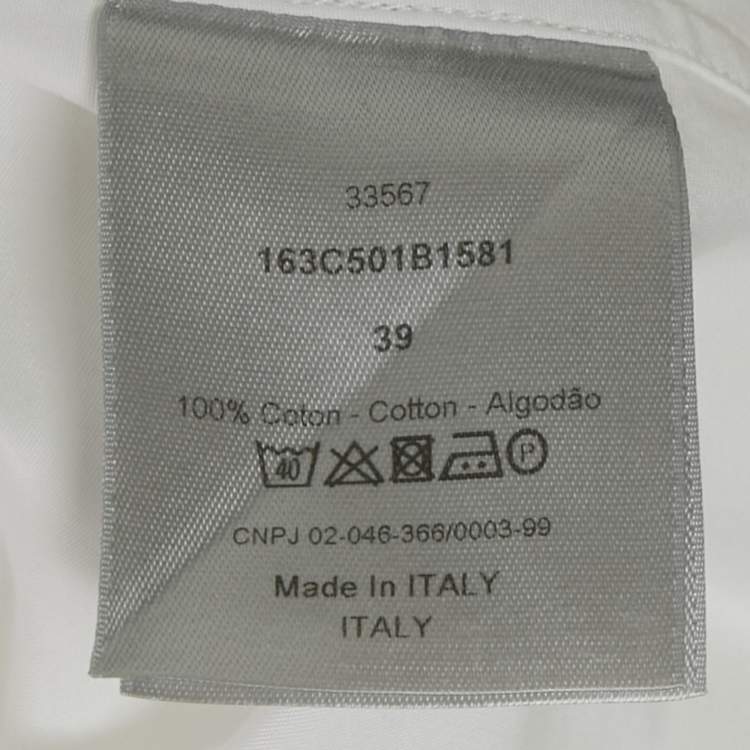 33567
163C501B1581
39
100% Coton - Cotton - Algodão
40 P
CNPJ 02-046-366/0003-99
Made In ITALY
ITALY